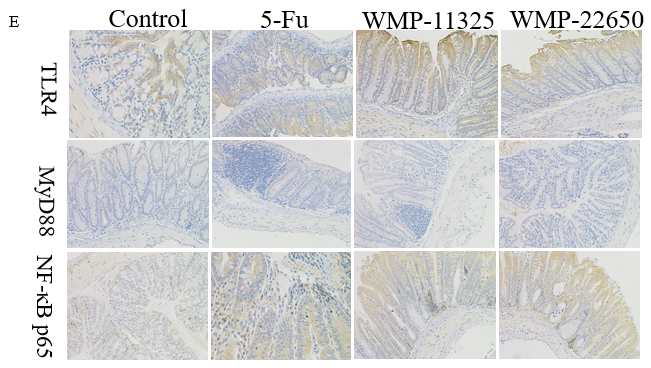 E
Control 5-Fu WMP-11325 WMP-22650
TLR4
MyD88
NF-κB p65